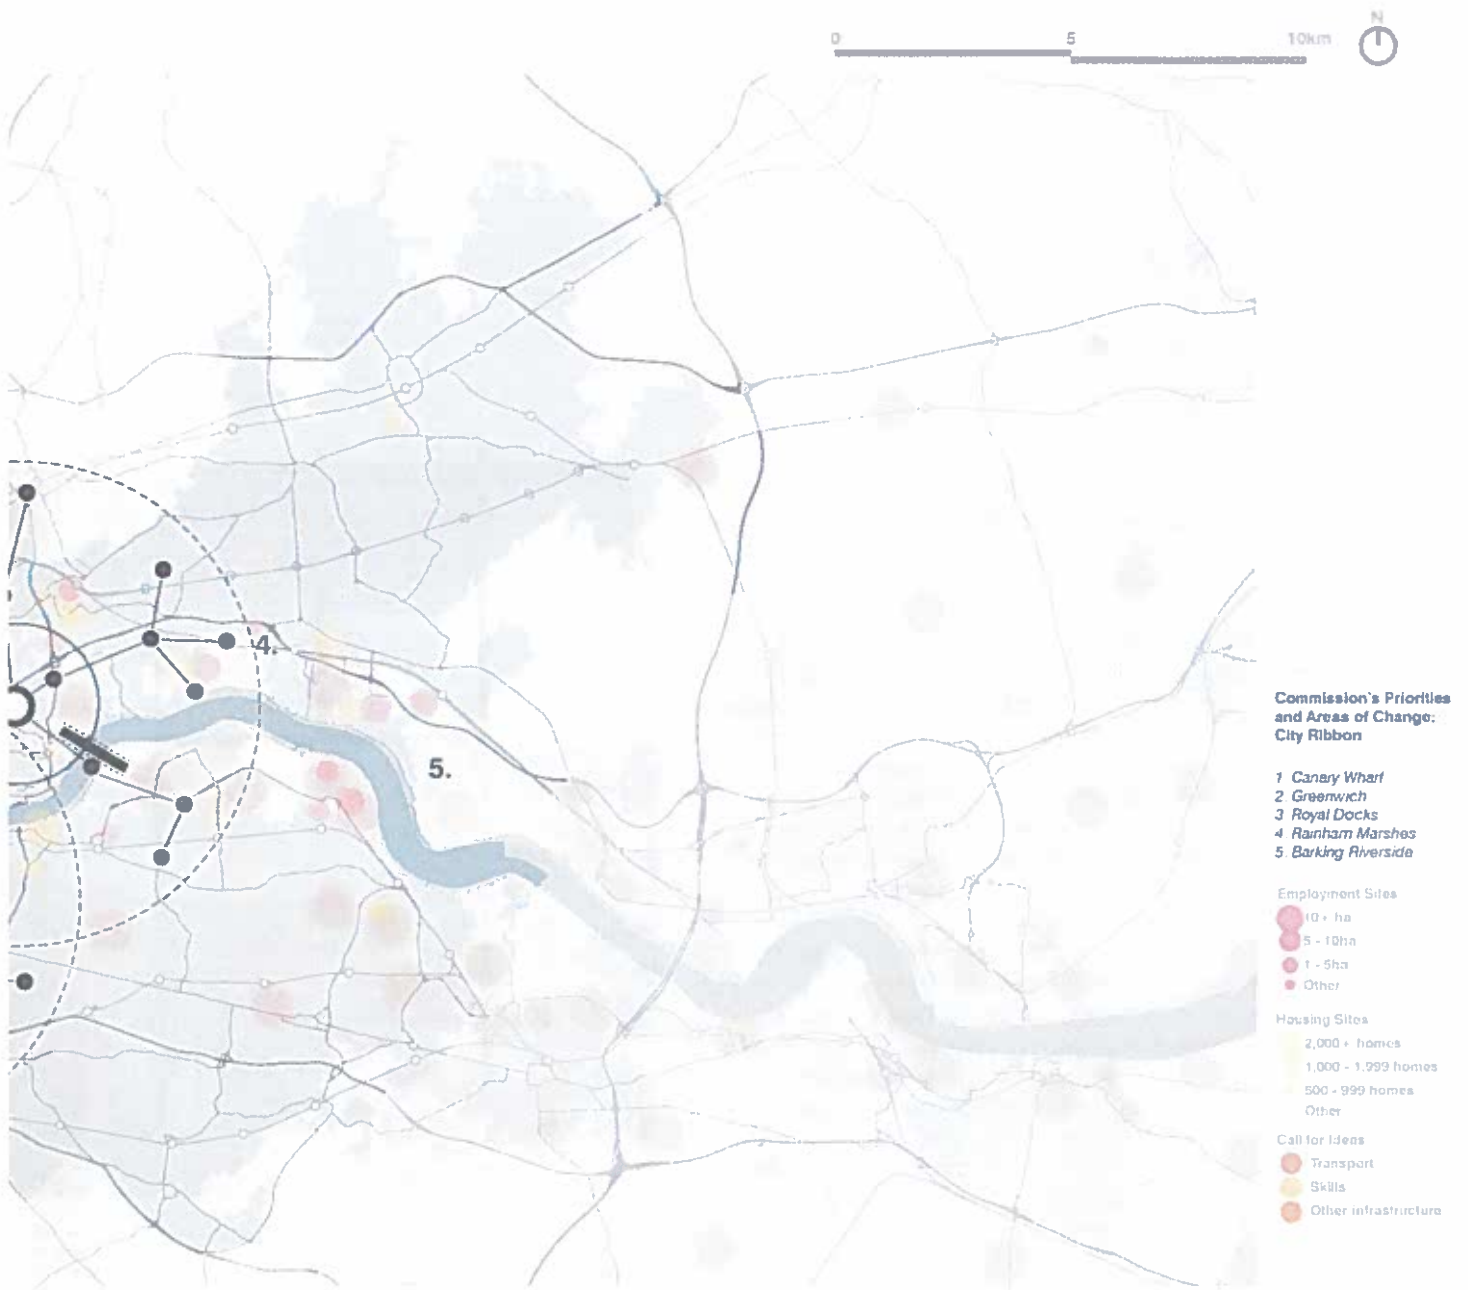 0 5 10km N
4.
5.
Commission's Priorities
and Areas of Change:
City Ribbon
1 Canary Wharf
2. Greenwich
3 Royal Docks
4 Rainham Marshes
5. Barking Riverside
Employment Sites
10+ ha
5 - 10ha
1 - 5ha
Other
Housing Sites
2,000+ homes
1,000 - 1,999 homes
500 - 999 homes
Other
Call for Ideas
Transport
Skills
Other infrastructure